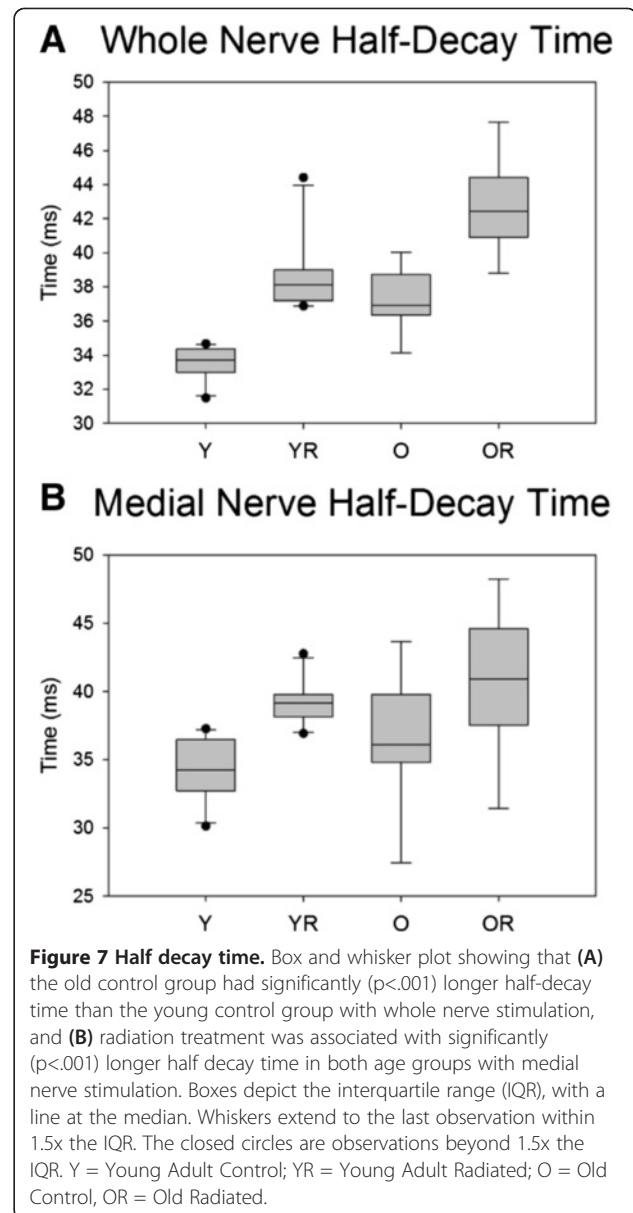 A Whole Nerve Half-Decay Time
50
48
46
44
42
40
38
36
34
32
30
Time (ms)
Y YR O OR
B Medial Nerve Half-Decay Time
50
45
40
35
30
25
Time (ms)
Y YR O OR
Figure 7 Half decay time. Box and whisker plot showing that (A)
the old control group had significantly (p<.001) longer half-decay
time than the young control group with whole nerve stimulation,
and (B) radiation treatment was associated with significantly
(p<.001) longer half decay time in both age groups with medial
nerve stimulation. Boxes depict the interquartile range (IQR), with a
line at the median. Whiskers extend to the last observation within
1.5x the IQR. The closed circles are observations beyond 1.5x the
IQR. Y = Young Adult Control; YR = Young Adult Radiated; O = Old
Control, OR = Old Radiated.